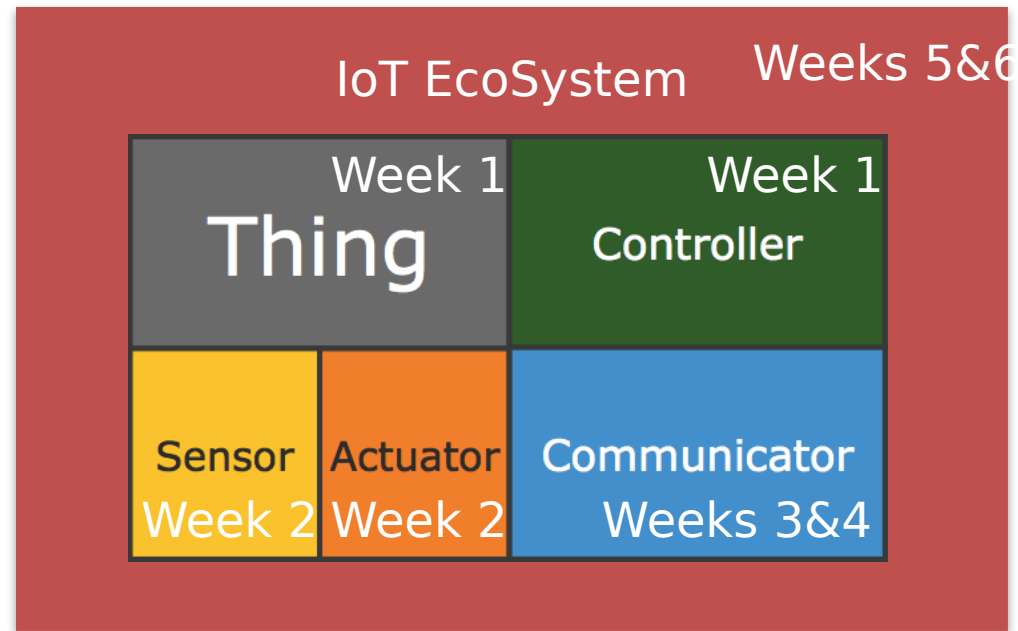 IoT EcoSystem
Weeks 5&6
Week 1
Thing
Week 1
Controller
Sensor
Week 2
Actuator
Week 2
Communicator
Weeks 3&4